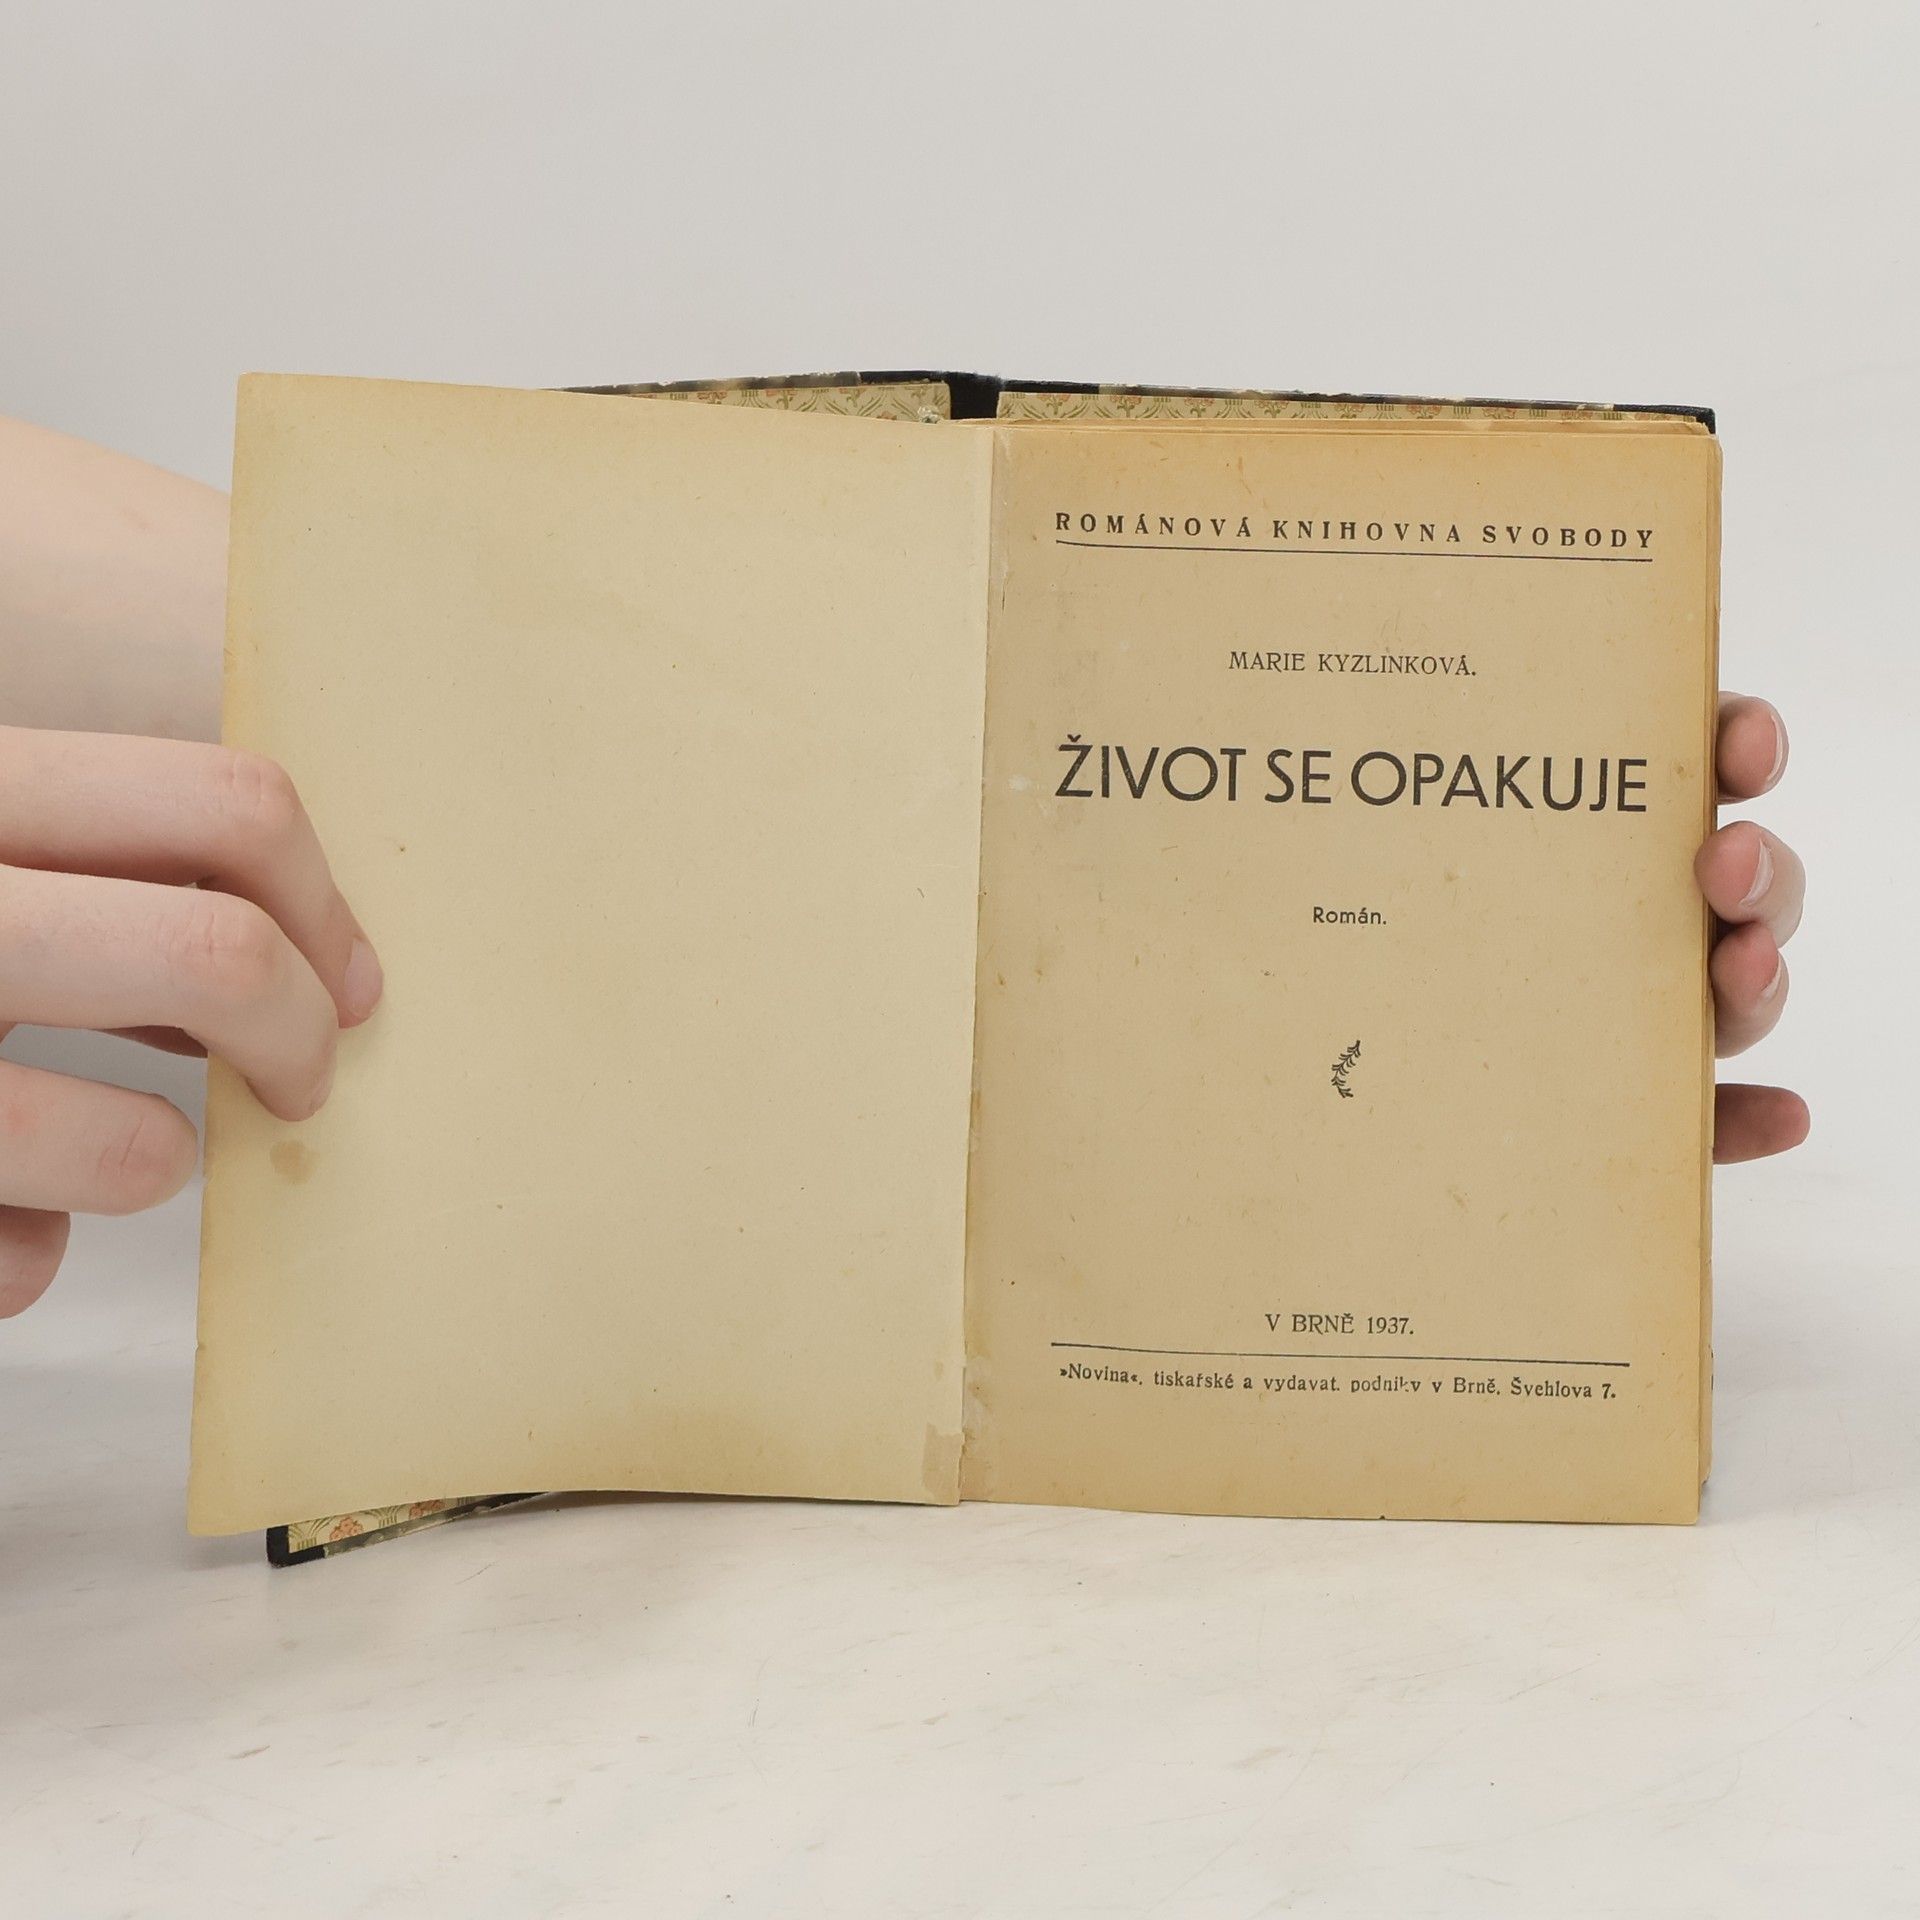 ROMÁNOVÁ KNIHOVNA SVOBODY
MARIE KYZLINKOVÁ.
ŽIVOT SE OPAKUJE
Román.
V BRNĚ 1937.
»Novina«, tiskařské a vydavat. podniky v Brně, Švehlova 7.